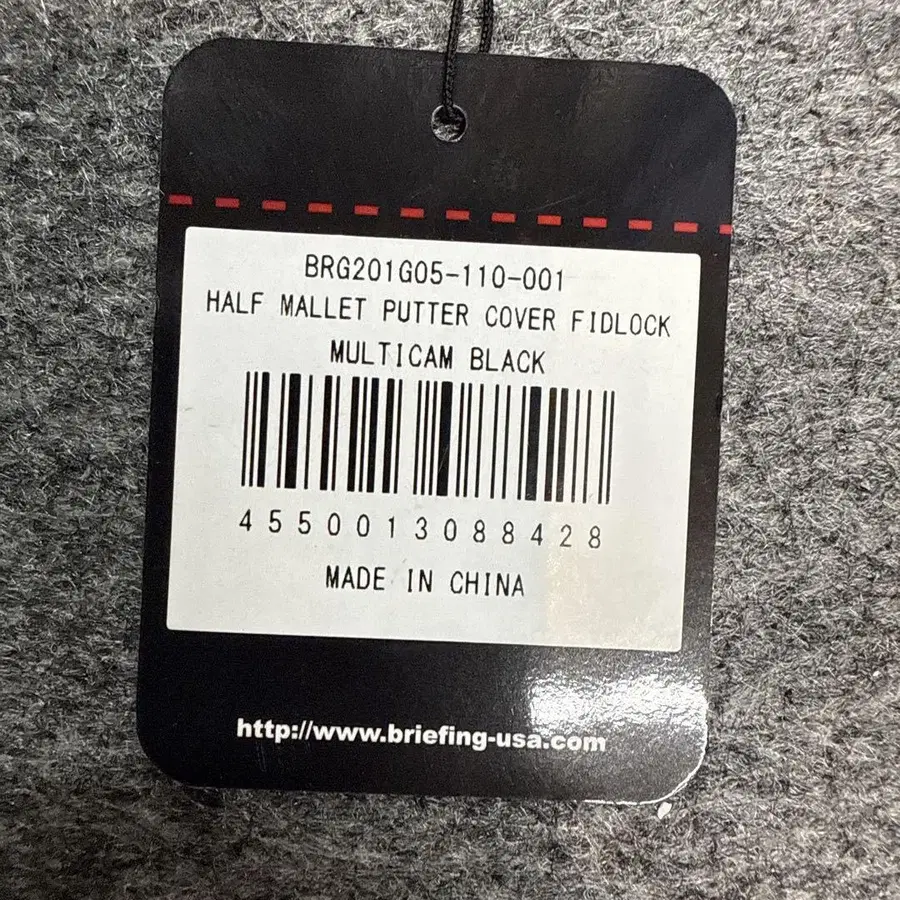 BRG201G05-110-001
HALF MALLET PUTTER COVER FIDLOCK
MULTICAM BLACK
4550013088428
MADE IN CHINA
http://www.briefing-usa.com